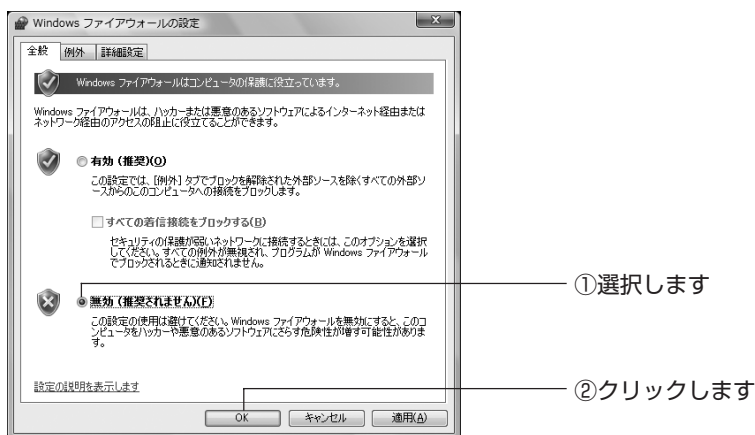 Windows ファイアウォールの設定
x
全般 例外 詳細設定
Windows ファイアウォールはコンピュータの保護に役立っています。
Windows ファイアウォールは、ハッカーまたは悪意のあるソフトウェアによるインターネット経由または
ネットワーク経由のアクセスの阻止に役立てることができます。
有効（推奨）(O)
この設定では、[例外] タブでブロックを解除された外部ソースを除くすべての外部ソ
ースからのこのコンピュータへの接続をブロックします。
すべての着信接続をブロックする(B)
セキュリティの保護が弱いネットワークに接続するときには、このオプションを選択
してください。すべての例外が無視され、プログラムが Windows ファイアウォール
でブロックされるときに通知されません。
無効（推奨されません）(F)
この設定の使用は避けてください。Windows ファイアウォールを無効にすると、このコ
ンピュータをハッカーや悪意のあるソフトウェアにさらす危険性が増す可能性がありま
す。
設定の説明を表示します
OK キャンセル 適用(A)
①選択します
②クリックします